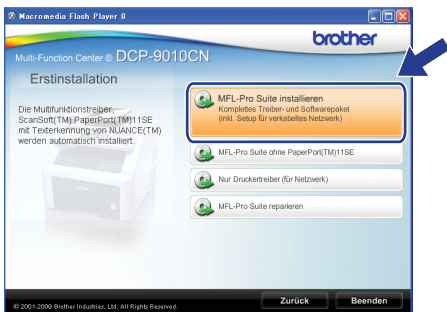 Macromedia Flash Player 8
brother
Multi-Function Center ® DCP-9010CN
Erstinstallation
Die Multifunktionstreiber,
ScanSoft(TM) PaperPort(TM)11SE
mit Texterkennung von NUANCE(TM)
werden automatisch installiert.
MFL-Pro Suite installieren
Komplettes Treiber- und Softwarepaket
(inkl. Setup für verkabeltes Netzwerk)
MFL-Pro Suite ohne PaperPort(TM)11SE
Nur Druckertreiber (für Netzwerk)
MFL-Pro Suite reparieren
© 2001-2009 Brother Industries, Ltd. All Rights Reserved.
Zurück
Beenden